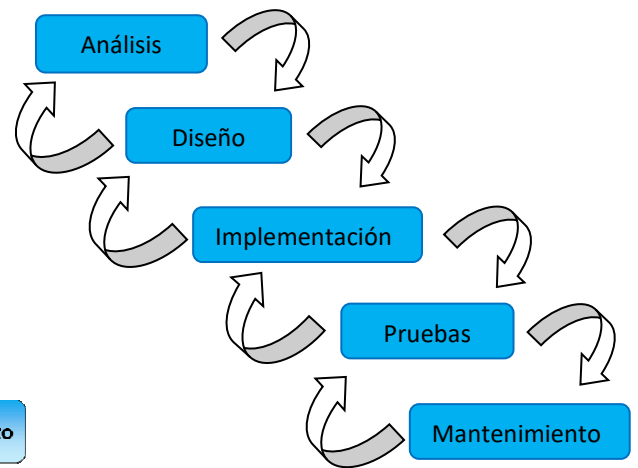 Análisis
Diseño
Implementación
Pruebas
Mantenimiento